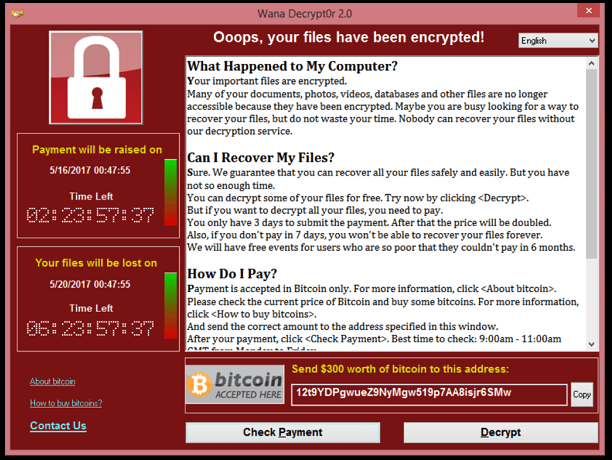 Wana Decrypt0r 2.0
Ooops, your files have been encrypted!
English
Payment will be raised on
5/16/2017 00:47:55
Time Left
02:23:57:37
Your files will be lost on
5/20/2017 00:47:55
Time Left
06:23:57:37
About bitcoin
How to buy bitcoins?
Contact Us
What Happened to My Computer?
Your important files are encrypted.
Many of your documents, photos, videos, databases and other files are no longer
accessible because they have been encrypted. Maybe you are busy looking for a way to
recover your files, but do not waste your time. Nobody can recover your files without
our decryption service.
Can I Recover My Files?
Sure. We guarantee that you can recover all your files safely and easily. But you have
not so enough time.
You can decrypt some of your files for free. Try now by clicking <Decrypt>.
But if you want to decrypt all your files, you need to pay.
You only have 3 days to submit the payment. After that the price will be doubled.
Also, if you don't pay in 7 days, you won't be able to recover your files forever.
We will have free events for users who are so poor that they couldn't pay in 6 months.
How Do I Pay?
Payment is accepted in Bitcoin only. For more information, click <About bitcoin>.
Please check the current price of Bitcoin and buy some bitcoins. For more information,
click <How to buy bitcoins>.
And send the correct amount to the address specified in this window.
After your payment, click <Check Payment>. Best time to check: 9:00am - 11:00am
GMT from Monday to Friday.
bitcoin
ACCEPTED HERE
Send $300 worth of bitcoin to this address:
12t9YDPgwueZ9NyMgw519p7AA8isjr6SMw
Copy
Check Payment
Decrypt